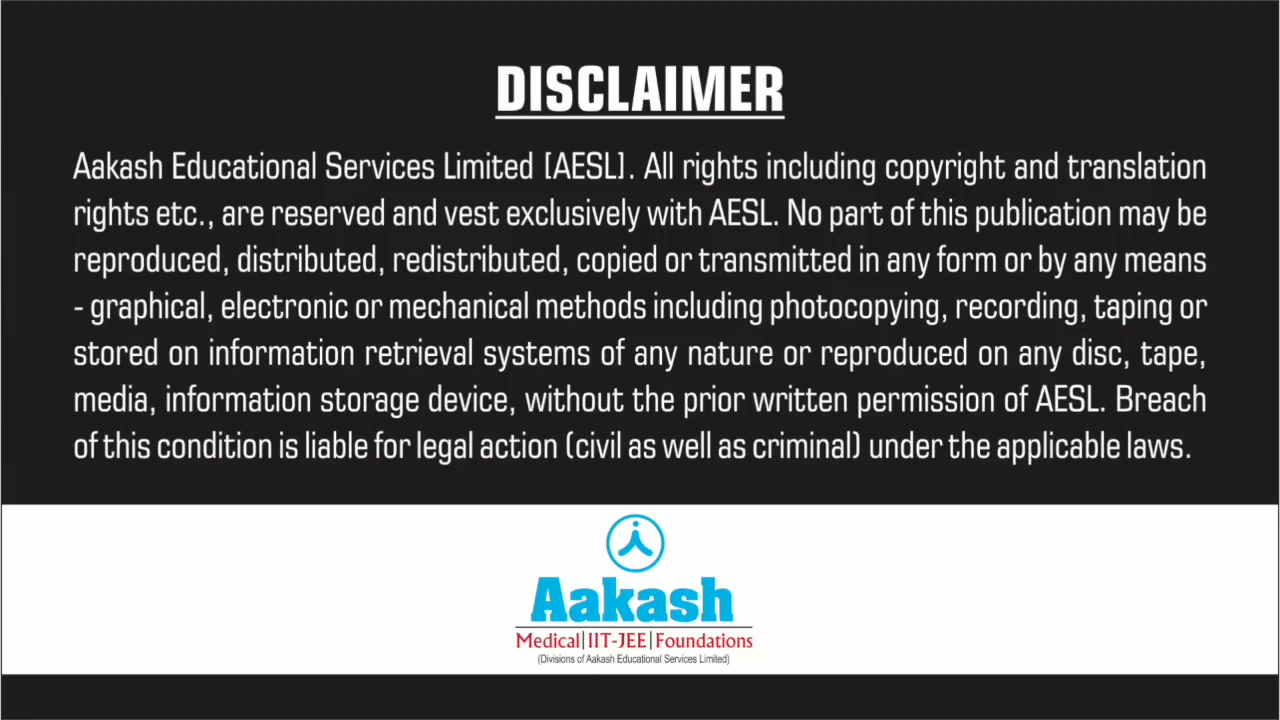 DISCLAIMER
Aakash Educational Services Limited [AESL]. All rights including copyright and translation
rights etc., are reserved and vest exclusively with AESL. No part of this publication may be
reproduced, distributed, redistributed, copied or transmitted in any form or by any means
- graphical, electronic or mechanical methods including photocopying, recording, taping or
stored on information retrieval systems of any nature or reproduced on any disc, tape,
media, information storage device, without the prior written permission of AESL. Breach
of this condition is liable for legal action (civil as well as criminal) under the applicable laws.
Aakash
Medical|IIT-JEE|Foundations
(Divisions of Aakash Educational Services Limited)